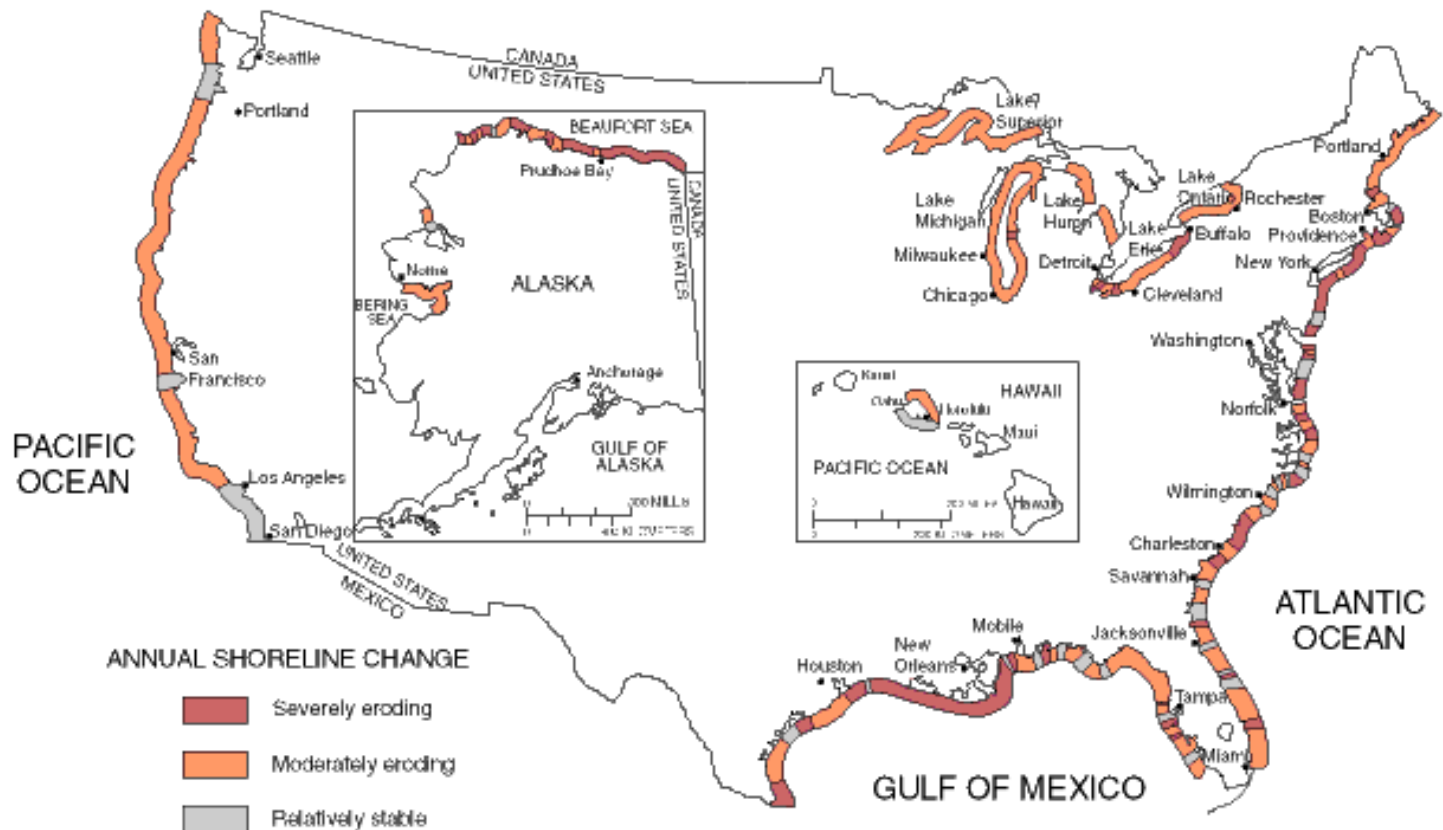 CANADA
UNITED STATES
Seattle
Portland
San
Francisco
Los Angeles
San Diego
UNITED STATES
MEXICO
PACIFIC
OCEAN
BEAUFORT SEA
Prudhoe Bay
CANADA
UNITED STATES
Nome
ALASKA
BERING
SEA
Anchorage
GULF OF
ALASKA
0
0
Lake
Superior
Lake
Michigan
Lake
Huron
Lake
Ontario
Lake
Erie
Rochester
Buffalo
Milwaukee
Chicago
Detroit
Cleveland
Portland
Boston
Providence
New York
Washington
Norfolk
Wilmington
Charleston
Savannah
Jacksonville
Tampa
Miami
Kauai
Oahu
Honolulu
HAWAII
Maui
PACIFIC OCEAN
Hawaii
0
0
ATLANTIC
OCEAN
Mobile
New
Orleans
Houston
GULF OF MEXICO
ANNUAL SHORELINE CHANGE
Severely eroding
Moderately eroding
Relatively stable